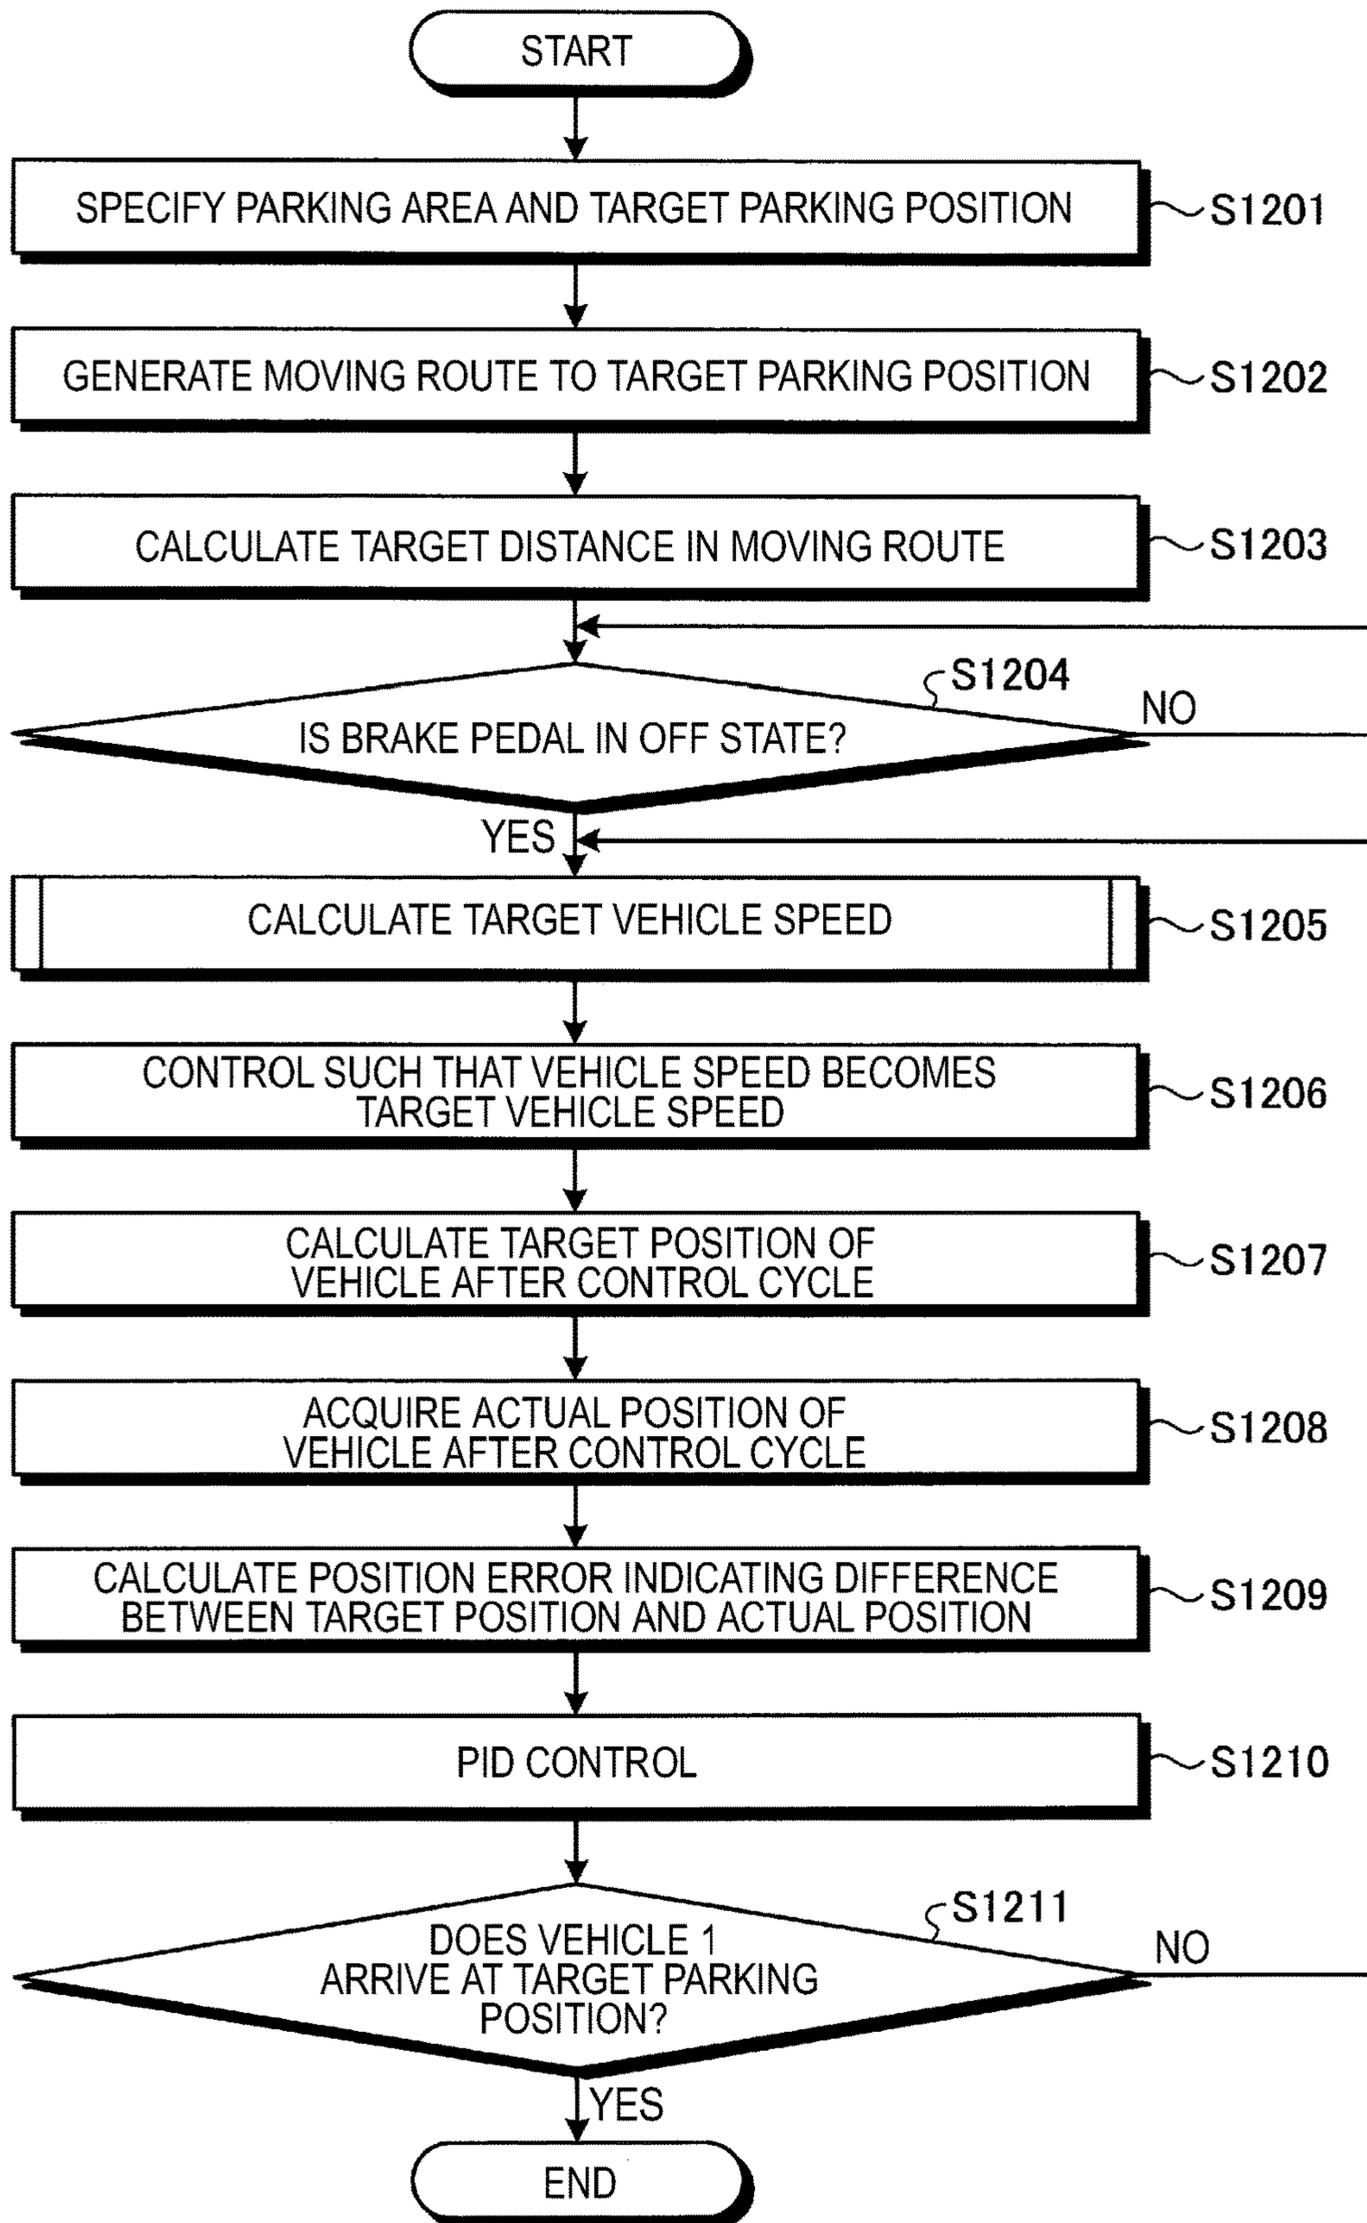 START
SPECIFY PARKING AREA AND TARGET PARKING POSITION
S1201
GENERATE MOVING ROUTE TO TARGET PARKING POSITION
S1202
CALCULATE TARGET DISTANCE IN MOVING ROUTE
S1203
S1204
IS BRAKE PEDAL IN OFF STATE?
NO
YES
CALCULATE TARGET VEHICLE SPEED
S1205
CONTROL SUCH THAT VEHICLE SPEED BECOMES
TARGET VEHICLE SPEED
S1206
CALCULATE TARGET POSITION OF
VEHICLE AFTER CONTROL CYCLE
S1207
ACQUIRE ACTUAL POSITION OF
VEHICLE AFTER CONTROL CYCLE
S1208
CALCULATE POSITION ERROR INDICATING DIFFERENCE
BETWEEN TARGET POSITION AND ACTUAL POSITION
S1209
PID CONTROL
S1210
S1211
DOES VEHICLE 1
ARRIVE AT TARGET PARKING
POSITION?
NO
YES
END